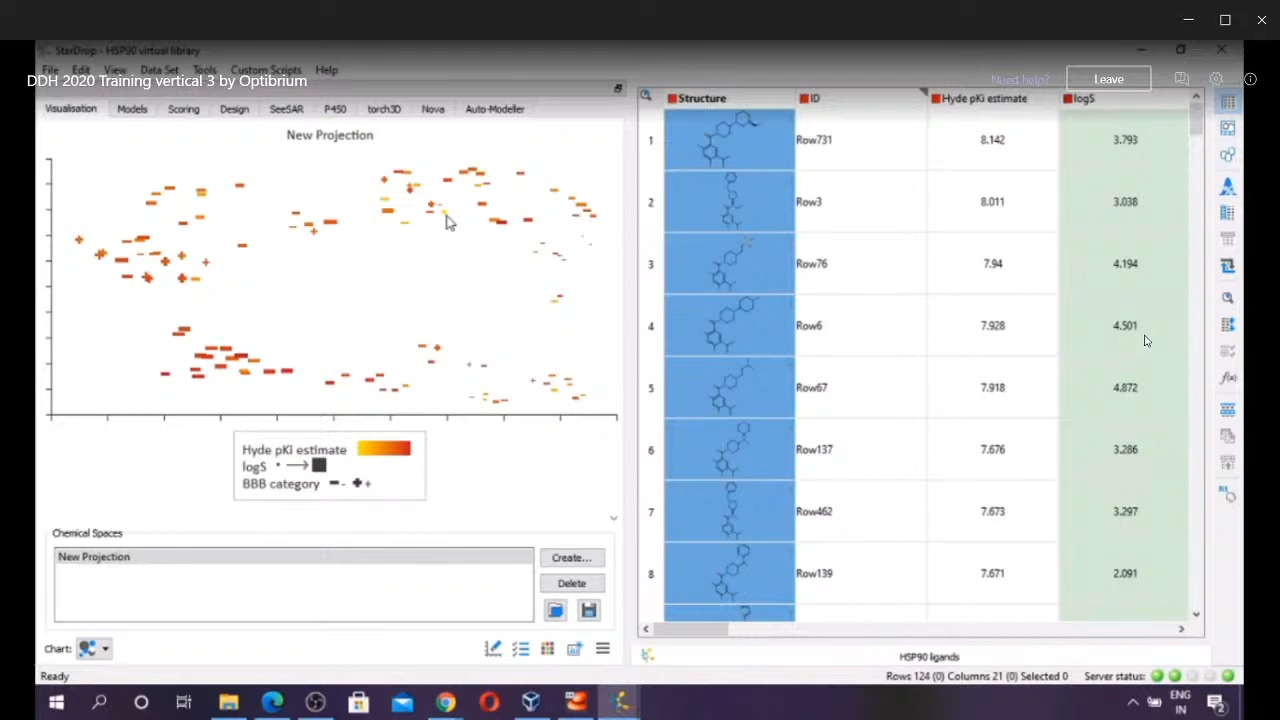 StarDrop - HSP90 virtual library
File Edit View Data Set Tools Custom Scripts Help
DDH 2020 Training vertical 3 by Optibrium
Need help?
Leave
Visualisation Models Scoring Design SeeSAR P450 torch3D Nova Auto-Modeller
New Projection
Hyde pKi estimate
logS
BBB category - +
Chemical Spaces
New Projection
Create...
Delete
Chart:
Ready
Structure ID Hyde pKi estimate logS
1 Row731 8.142 3.793
2 Row3 8.011 3.038
3 Row76 7.94 4.194
4 Row6 7.928 4.501
5 Row67 7.918 4.872
6 Row137 7.676 3.286
7 Row462 7.673 3.297
8 Row139 7.671 2.091
f(x)
HSP90 ligands
Rows 124 (0) Columns 21 (0) Selected 0 Server status:
ENG
IN
2